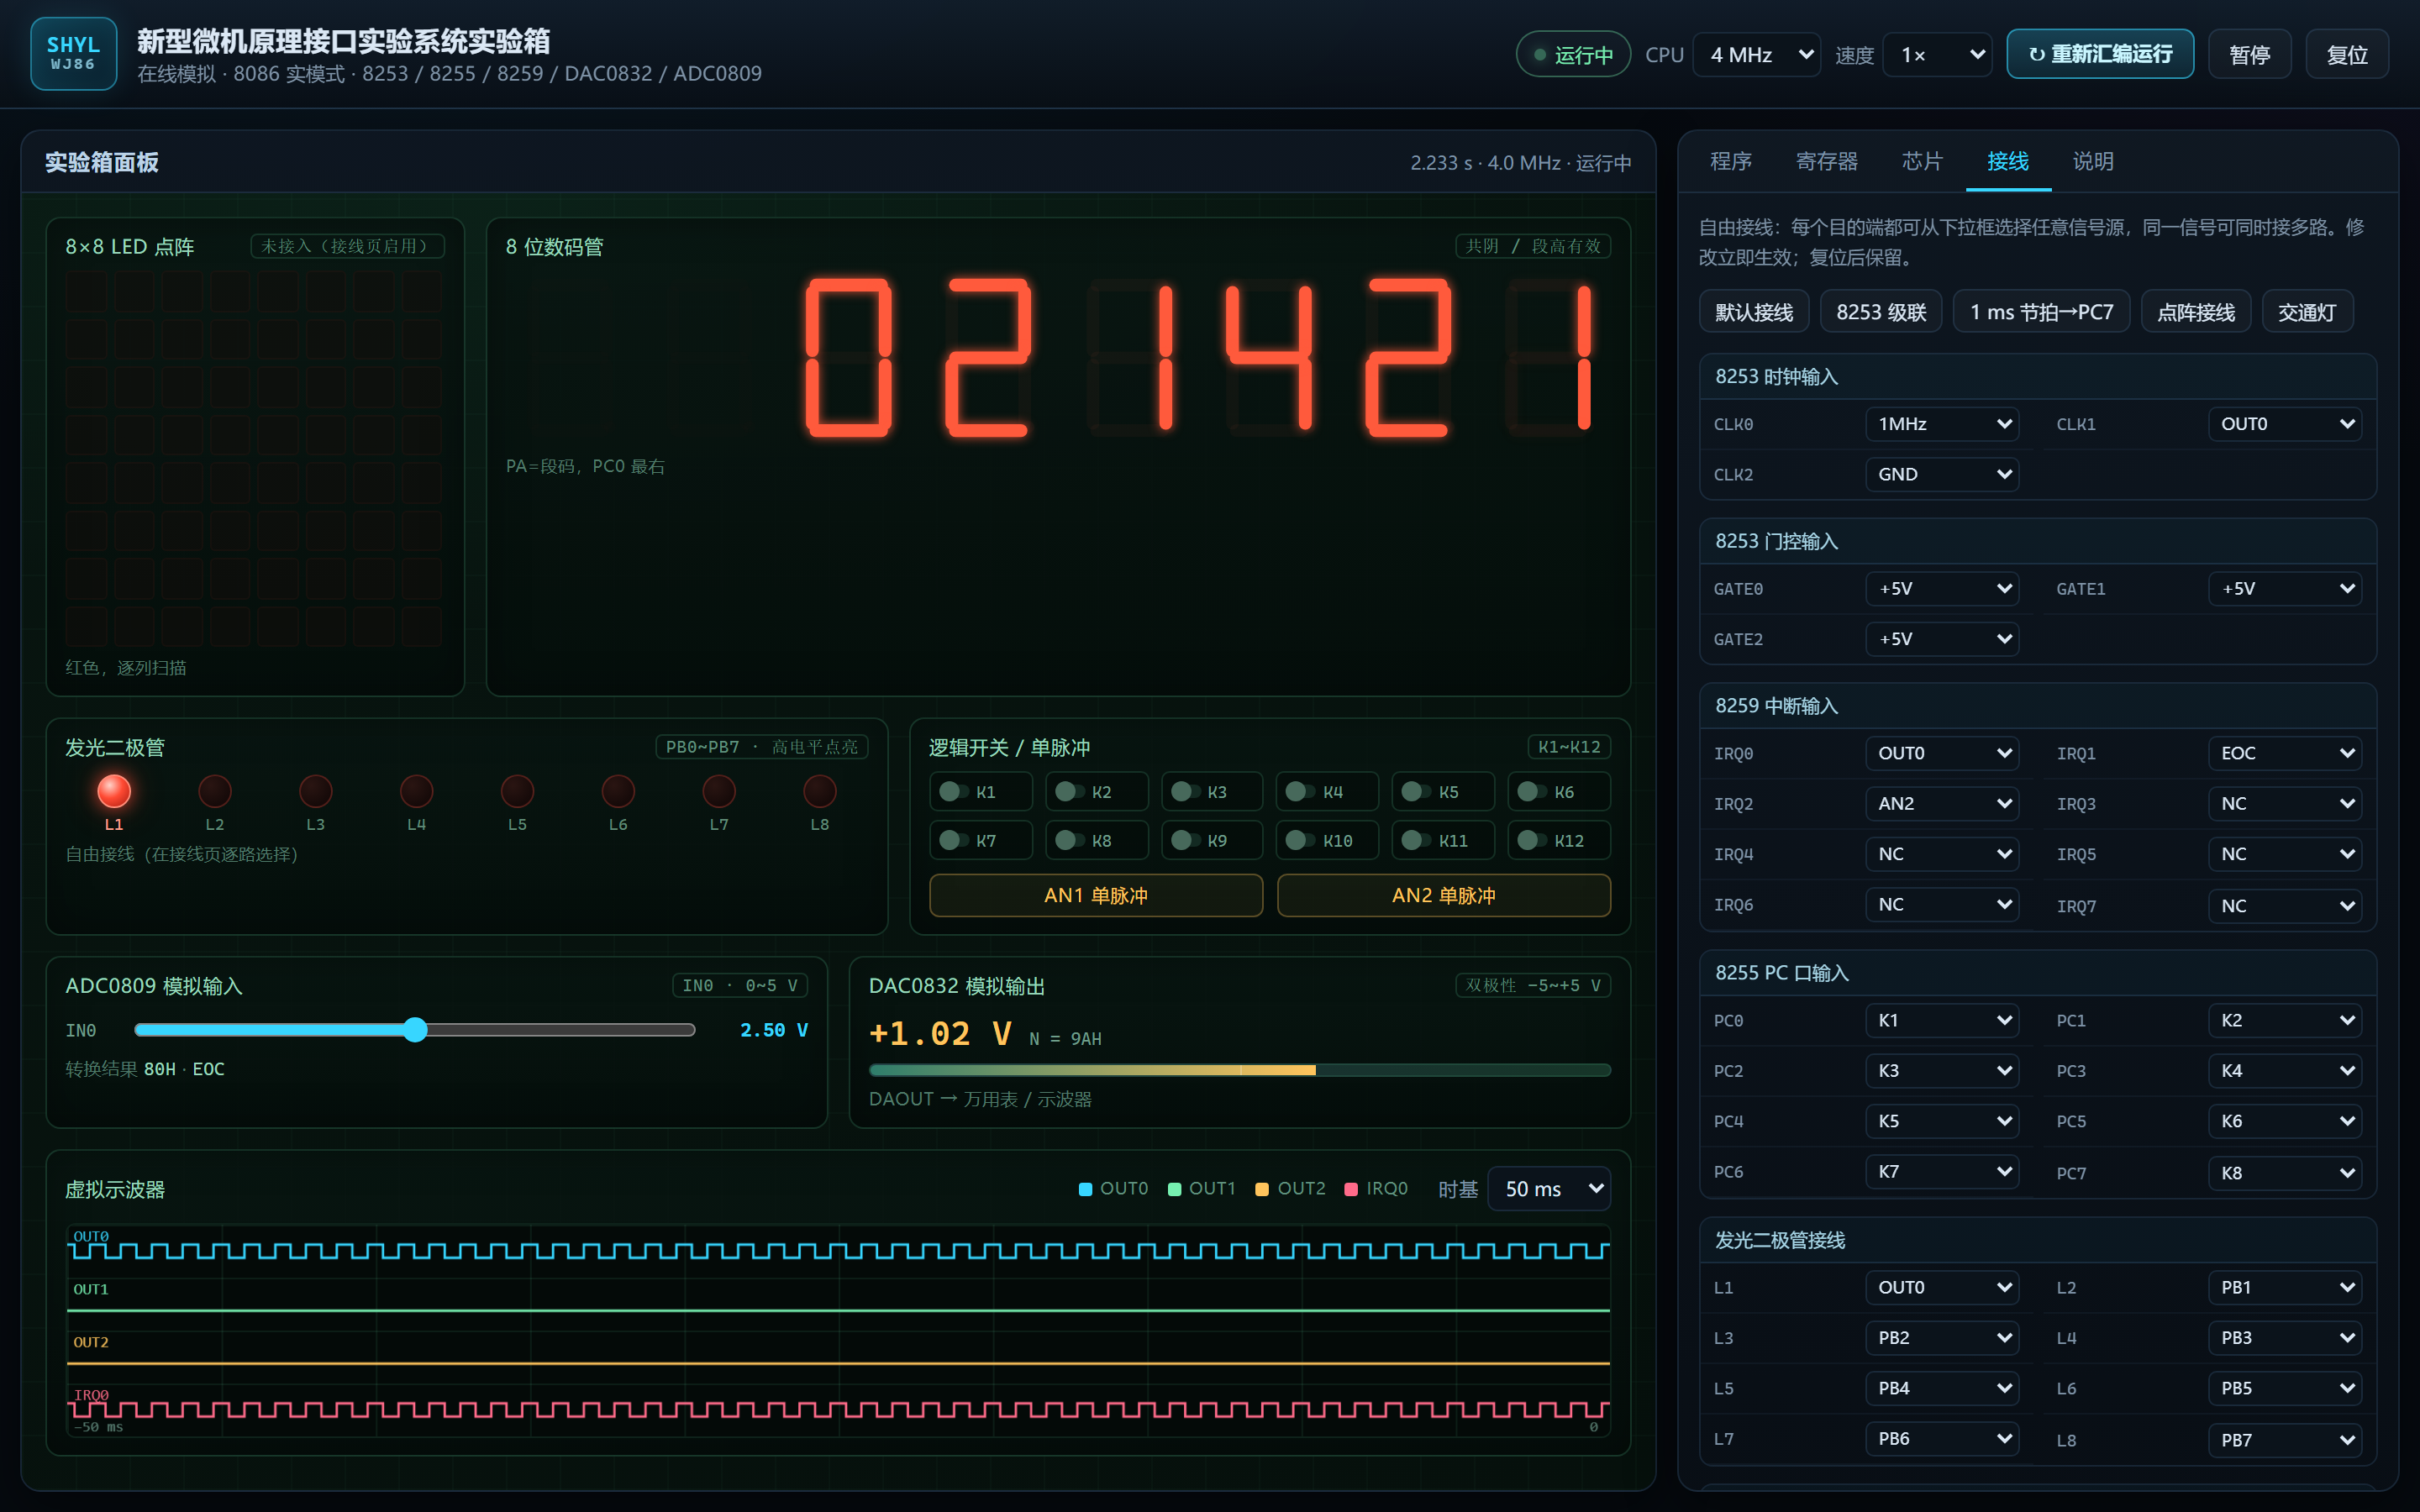 SHYL
WJ86
新型微机原理接口实验系统实验箱
在线模拟 · 8086 实模式 · 8253 / 8255 / 8259 / DAC0832 / ADC0809
运行中 CPU 4 MHz 速度 1× ↻ 重新汇编运行 暂停 复位
实验箱面板 2.233 s · 4.0 MHz · 运行中
8×8 LED 点阵 未接入（接线页启用）
红色，逐列扫描
8 位数码管 共阴 / 段高有效
021421
PA=段码，PC0 最右
发光二极管 PB0~PB7 · 高电平点亮
L1 L2 L3 L4 L5 L6 L7 L8
自由接线（在接线页逐路选择）
逻辑开关 / 单脉冲 K1~K12
K1 K2 K3 K4 K5 K6
K7 K8 K9 K10 K11 K12
AN1 单脉冲 AN2 单脉冲
ADC0809 模拟输入 IN0 · 0~5 V
IN0 2.50 V
转换结果 80H · EOC
DAC0832 模拟输出 双极性 −5~+5 V
+1.02 V N = 9AH
DAOUT → 万用表 / 示波器
虚拟示波器 OUT0 OUT1 OUT2 IRQ0 时基 50 ms
OUT0
OUT1
OUT2
IRQ0
−50 ms 0
程序 寄存器 芯片 接线 说明
自由接线：每个目的端都可从下拉框选择任意信号源，同一信号可同时接多路。修
改立即生效；复位后保留。
默认接线 8253 级联 1 ms 节拍→PC7 点阵接线 交通灯
8253 时钟输入
CLK0 1MHz CLK1 OUT0
CLK2 GND
8253 门控输入
GATE0 +5V GATE1 +5V
GATE2 +5V
8259 中断输入
IRQ0 OUT0 IRQ1 EOC
IRQ2 AN2 IRQ3 NC
IRQ4 NC IRQ5 NC
IRQ6 NC IRQ7 NC
8255 PC 口输入
PC0 K1 PC1 K2
PC2 K3 PC3 K4
PC4 K5 PC5 K6
PC6 K7 PC7 K8
发光二极管接线
L1 OUT0 L2 PB1
L3 PB2 L4 PB3
L5 PB4 L6 PB5
L7 PB6 L8 PB7